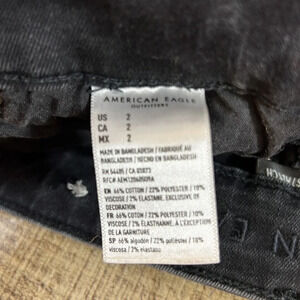 AMERICAN EAGLE
OUTFITTERS
US 2
CA 2
MX 2
MADE IN BANGLADESH / FABRIQUÉ AU
BANGLADESH / HECHO EN BANGLADESH
RN 54485 / CA 01873
EN 66% COTTON / 22% POLYESTER / 10%
VISCOSE / 2% ELASTANE. EXCLUSIVE OF
DECORATION
FR 66% COTON / 22% POLYESTER / 10%
VISCOSE / 2% ÉLASTHANNE. À L'EXCEPTION
DE LA GARNITURE
SP 66% algodón / 22% poliéster / 10%
viscosa / 2% elastano